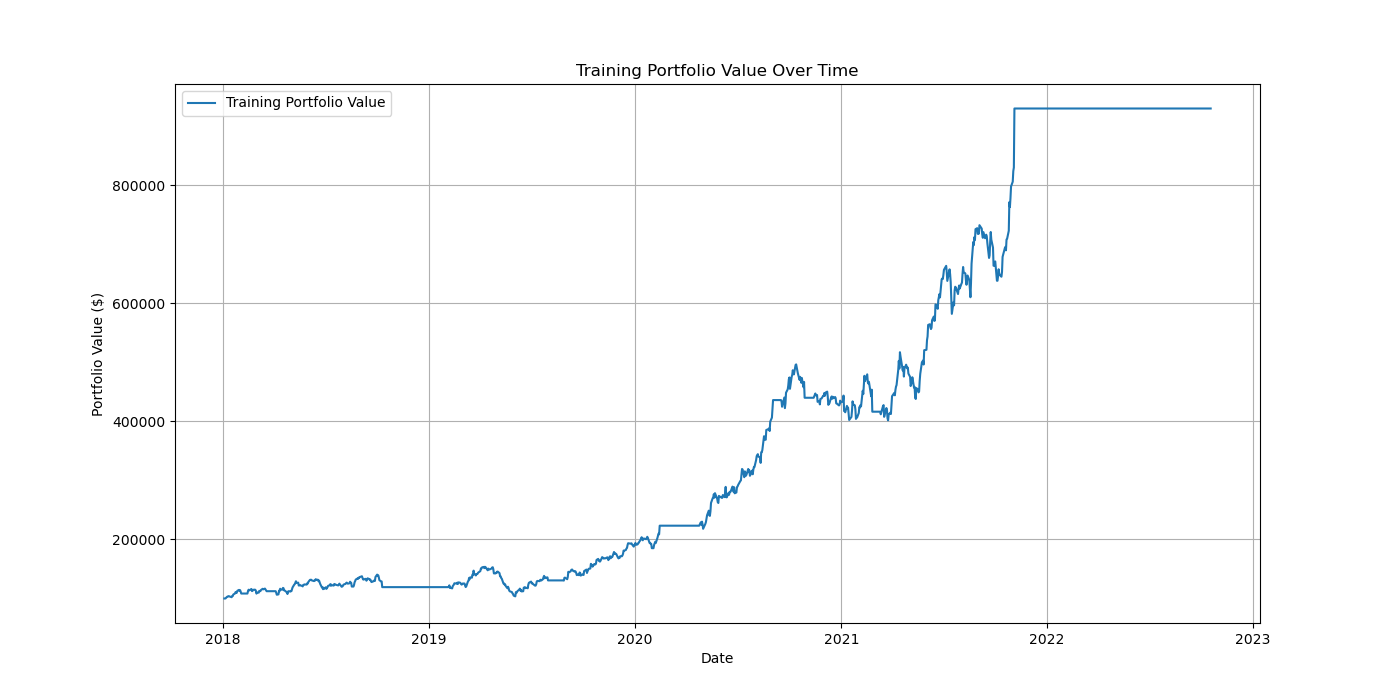 Training Portfolio Value Over Time
Training Portfolio Value
800000
600000
400000
200000
Portfolio Value ($)
2018 2019 2020 2021 2022 2023
Date